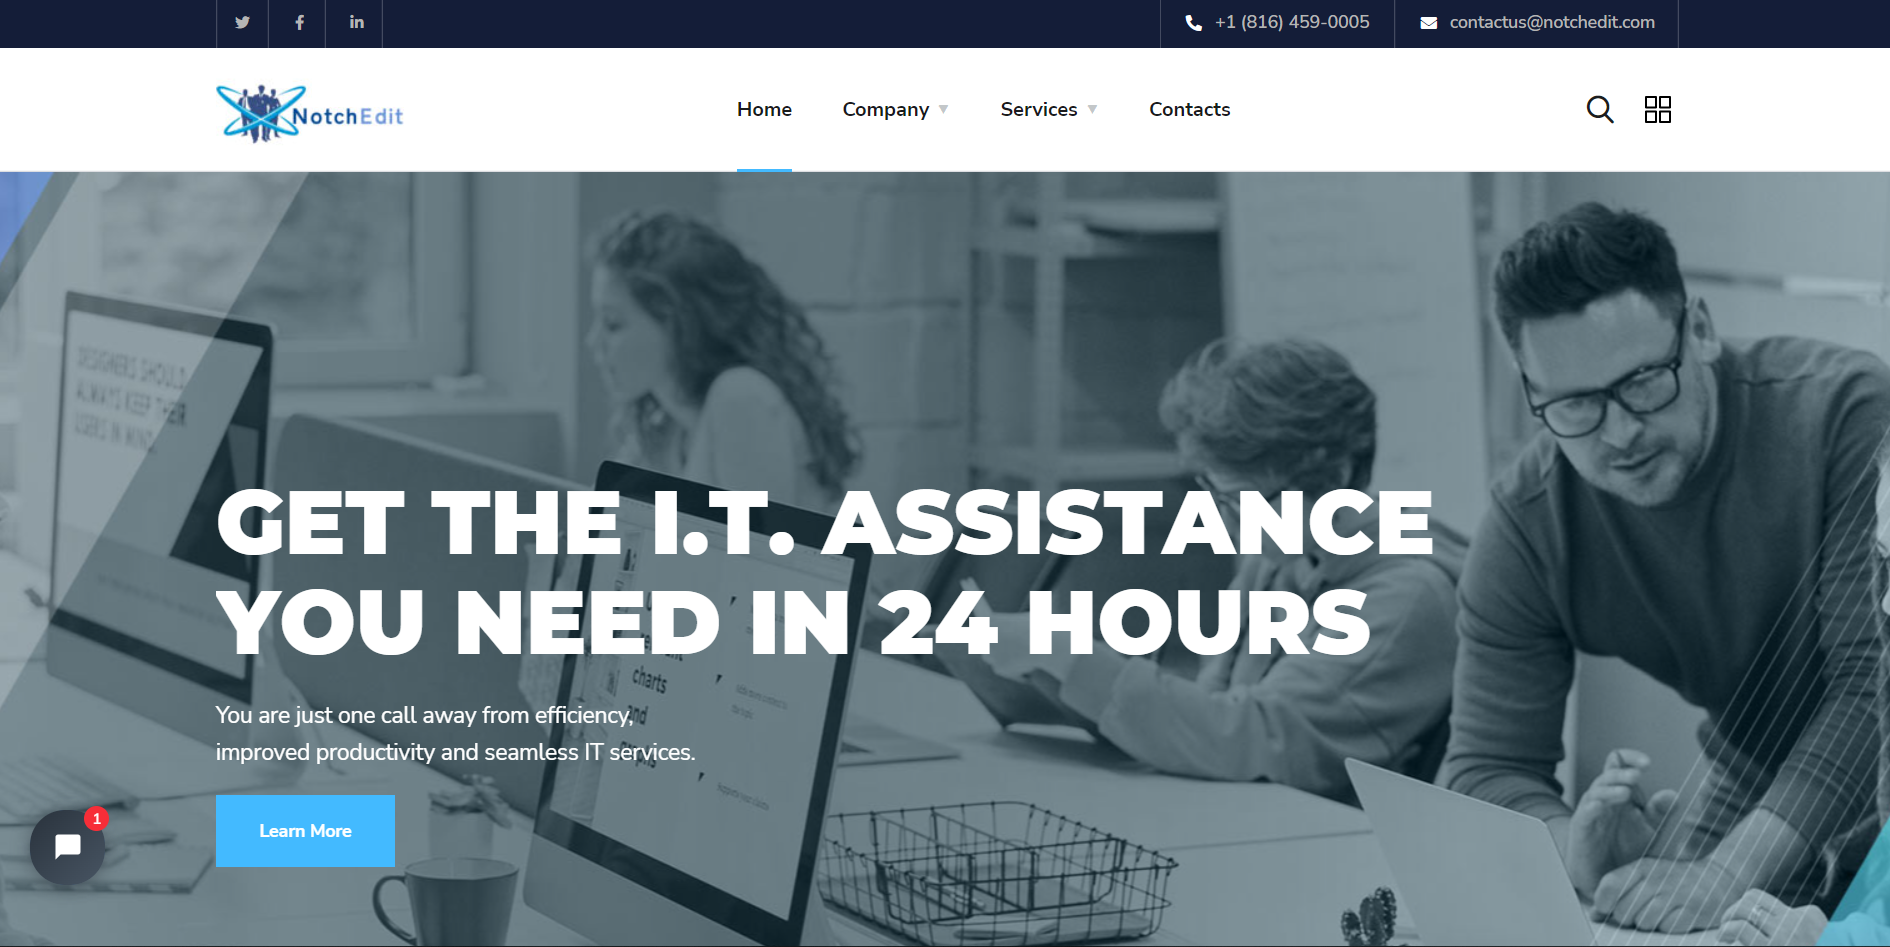 +1 (816) 459-0005
contactus@notchedit.com
NotchEdit
Home
Company
Services
Contacts
DESIGNERS SHOULD
ALWAYS KEEP THEIR
USERS IN MIND.
GET THE I.T. ASSISTANCE
YOU NEED IN 24 HOURS
charts
and
You are just one call away from efficiency,
improved productivity and seamless IT services.
Learn More
1